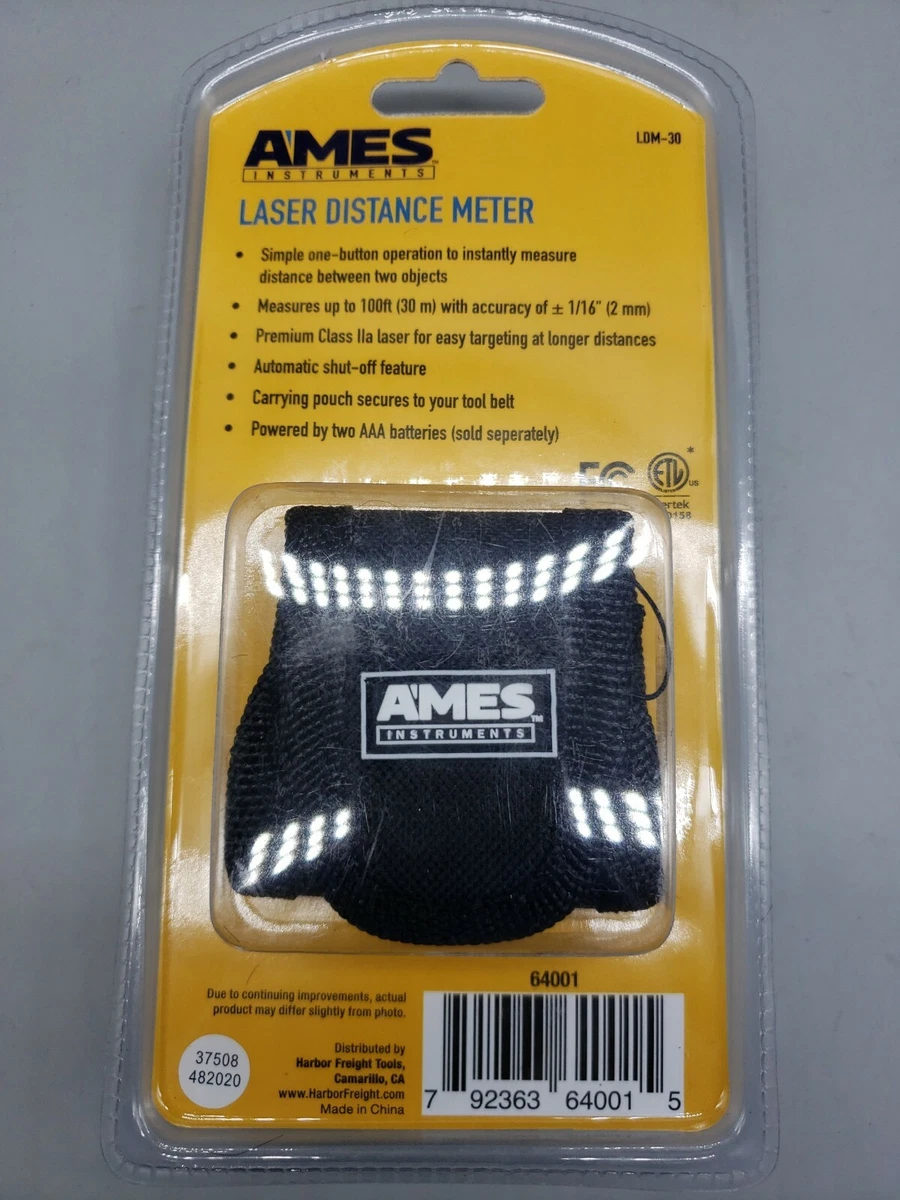 AMES
INSTRUMENTS
LDM-30
LASER DISTANCE METER
• Simple one-button operation to instantly measure
distance between two objects
• Measures up to 100ft (30 m) with accuracy of ± 1/16" (2 mm)
• Premium Class IIa laser for easy targeting at longer distances
• Automatic shut-off feature
• Carrying pouch secures to your tool belt
• Powered by two AAA batteries (sold seperately)
ETL
US
AMES™
INSTRUMENTS
64001
Due to continuing improvements, actual
product may differ slightly from photo.
Distributed by
Harbor Freight Tools,
Camarillo, CA
www.HarborFreight.com
Made in China
37508
482020
7 92363 64001 5